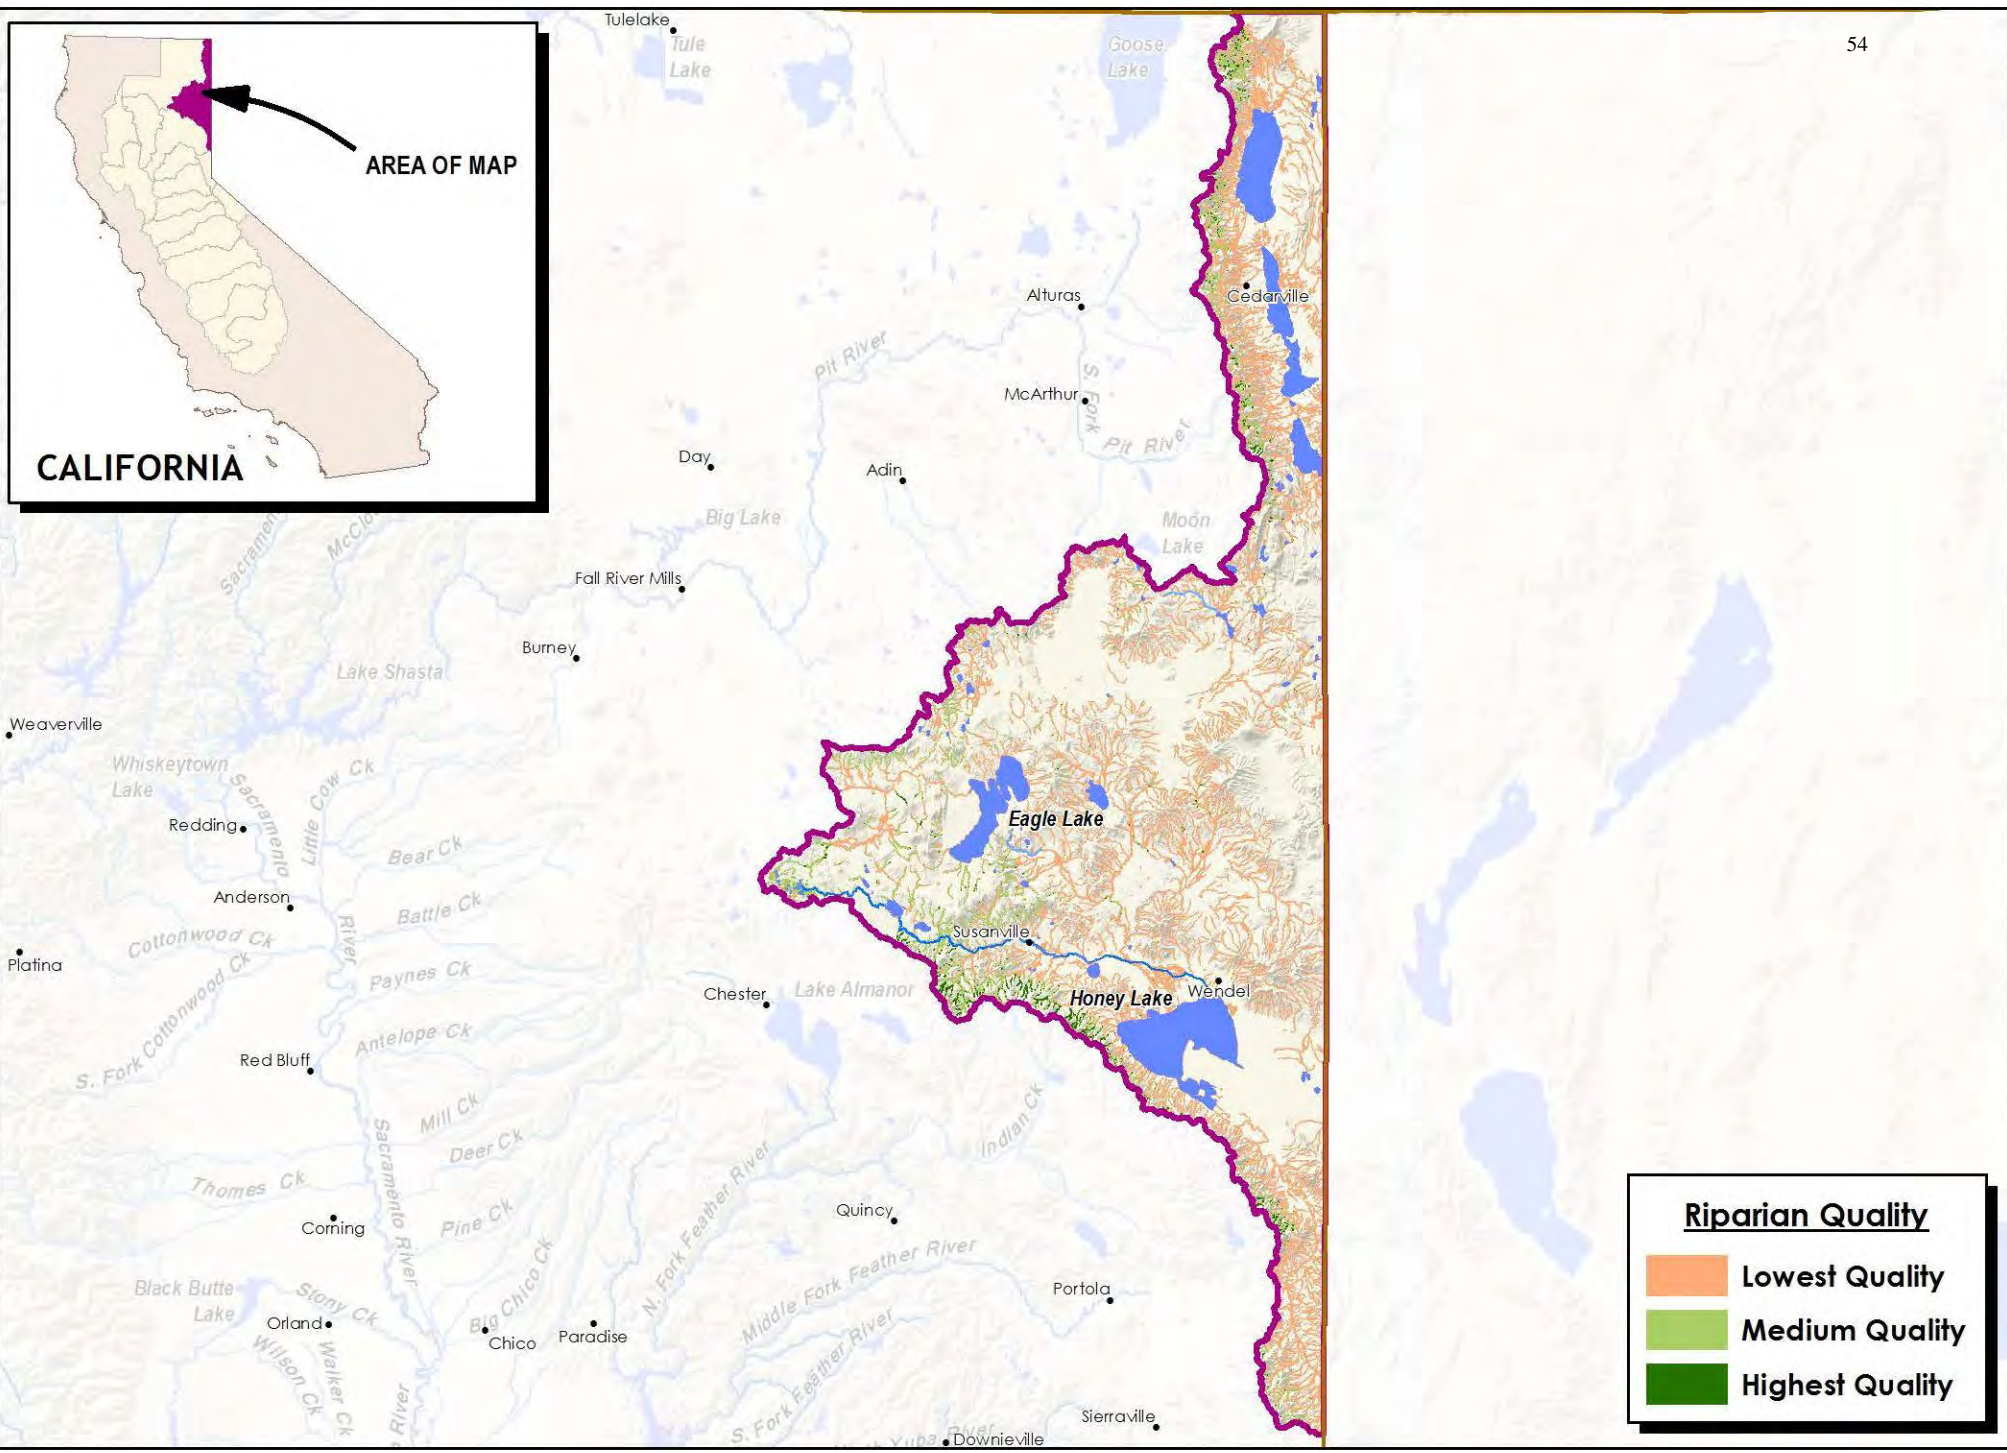 Tulelake
Tule
Lake
Goose
Lake
54
AREA OF MAP
CALIFORNIA
Alturas
Cedarville
Pit River
McArthur
S. Fork
Pit River
Day
Adin
Big Lake
Moon
Lake
Sacramen
McClo
Fall River Mills
Burney
Lake Shasta
Weaverville
Whiskeytown
Lake
Little Cow Ck
Sacramento
River
Redding
Bear Ck
Eagle Lake
Anderson
Battle Ck
Cottonwood Ck
Susanville
Platina
S. Fork Cottonwood Ck
Paynes Ck
Chester
Lake Almanor
Honey Lake
Wendel
Antelope Ck
Red Bluff
Mill Ck
Deer Ck
Indian Ck
Sacramento River
Thomes Ck
Corning
Pine Ck
N. Fork Feather River
Quincy
Middle Fork Feather River
Black Butte
Lake
Stony Ck
Orland
Big Chico Ck
Chico
Paradise
Portola
Wilson Ck
Walker Ck
River
S. Fork Feather River
Sierraville
Yuba River
Downieville
Riparian Quality
Lowest Quality
Medium Quality
Highest Quality